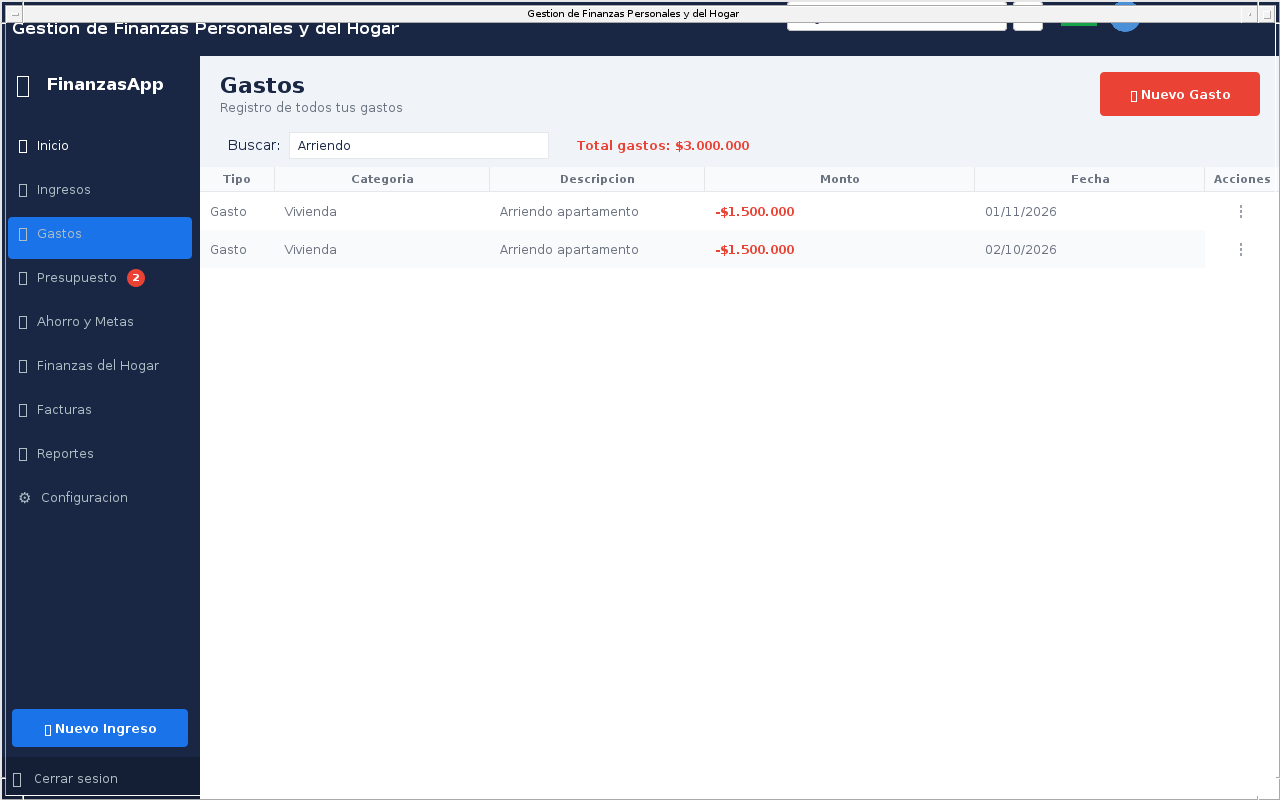 Gestion de Finanzas Personales y del Hogar
Gestion de Finanzas Personales y del Hogar
FinanzasApp
Inicio
Ingresos
Gastos
Presupuesto 2
Ahorro y Metas
Finanzas del Hogar
Facturas
Reportes
⚙ Configuracion
Nuevo Ingreso
Cerrar sesion
Gastos
Registro de todos tus gastos
Nuevo Gasto
Buscar: Arriendo Total gastos: $3.000.000
Tipo Categoria Descripcion Monto Fecha Acciones
Gasto Vivienda Arriendo apartamento -$1.500.000 01/11/2026 ⋮
Gasto Vivienda Arriendo apartamento -$1.500.000 02/10/2026 ⋮